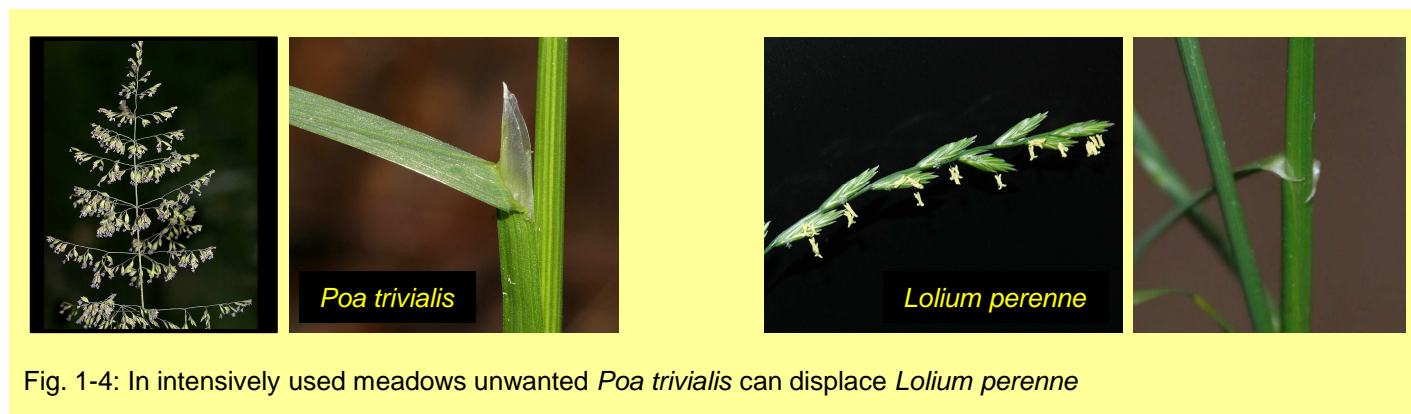 Poa trivialis
Lolium perenne
Fig. 1-4: In intensively used meadows unwanted Poa trivialis can displace Lolium perenne